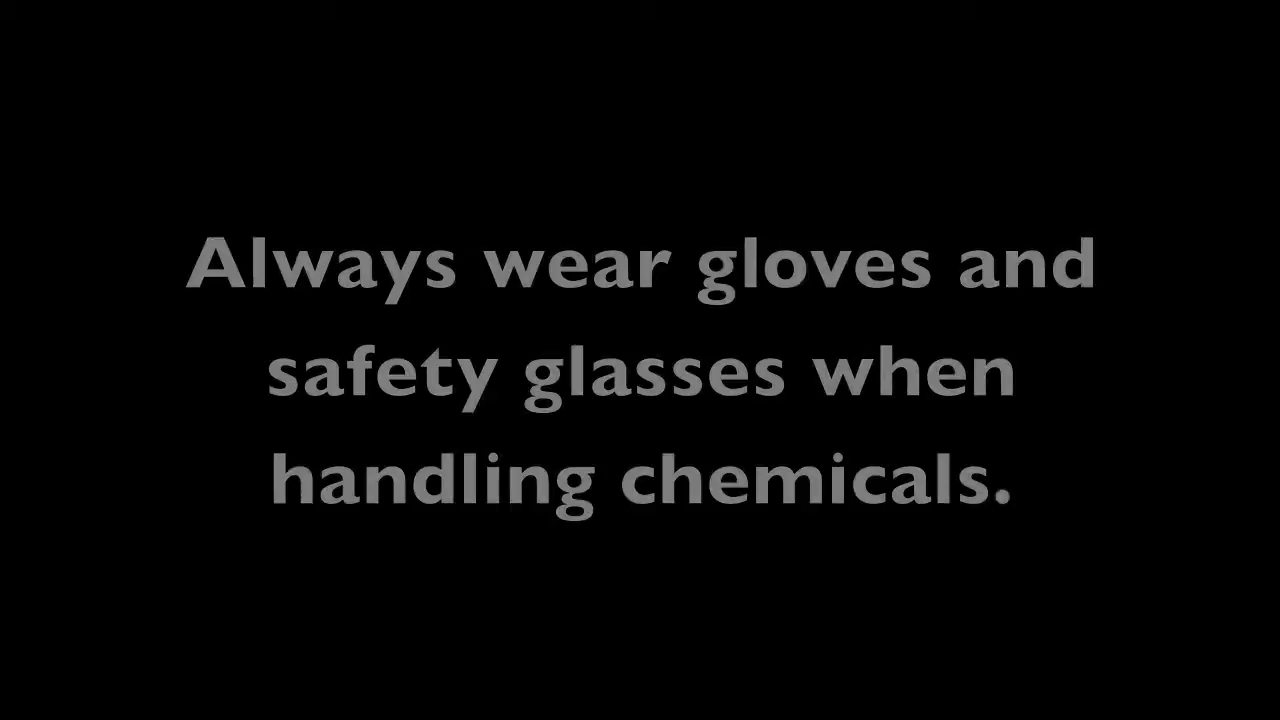 Always wear gloves and
safety glasses when
handling chemicals.